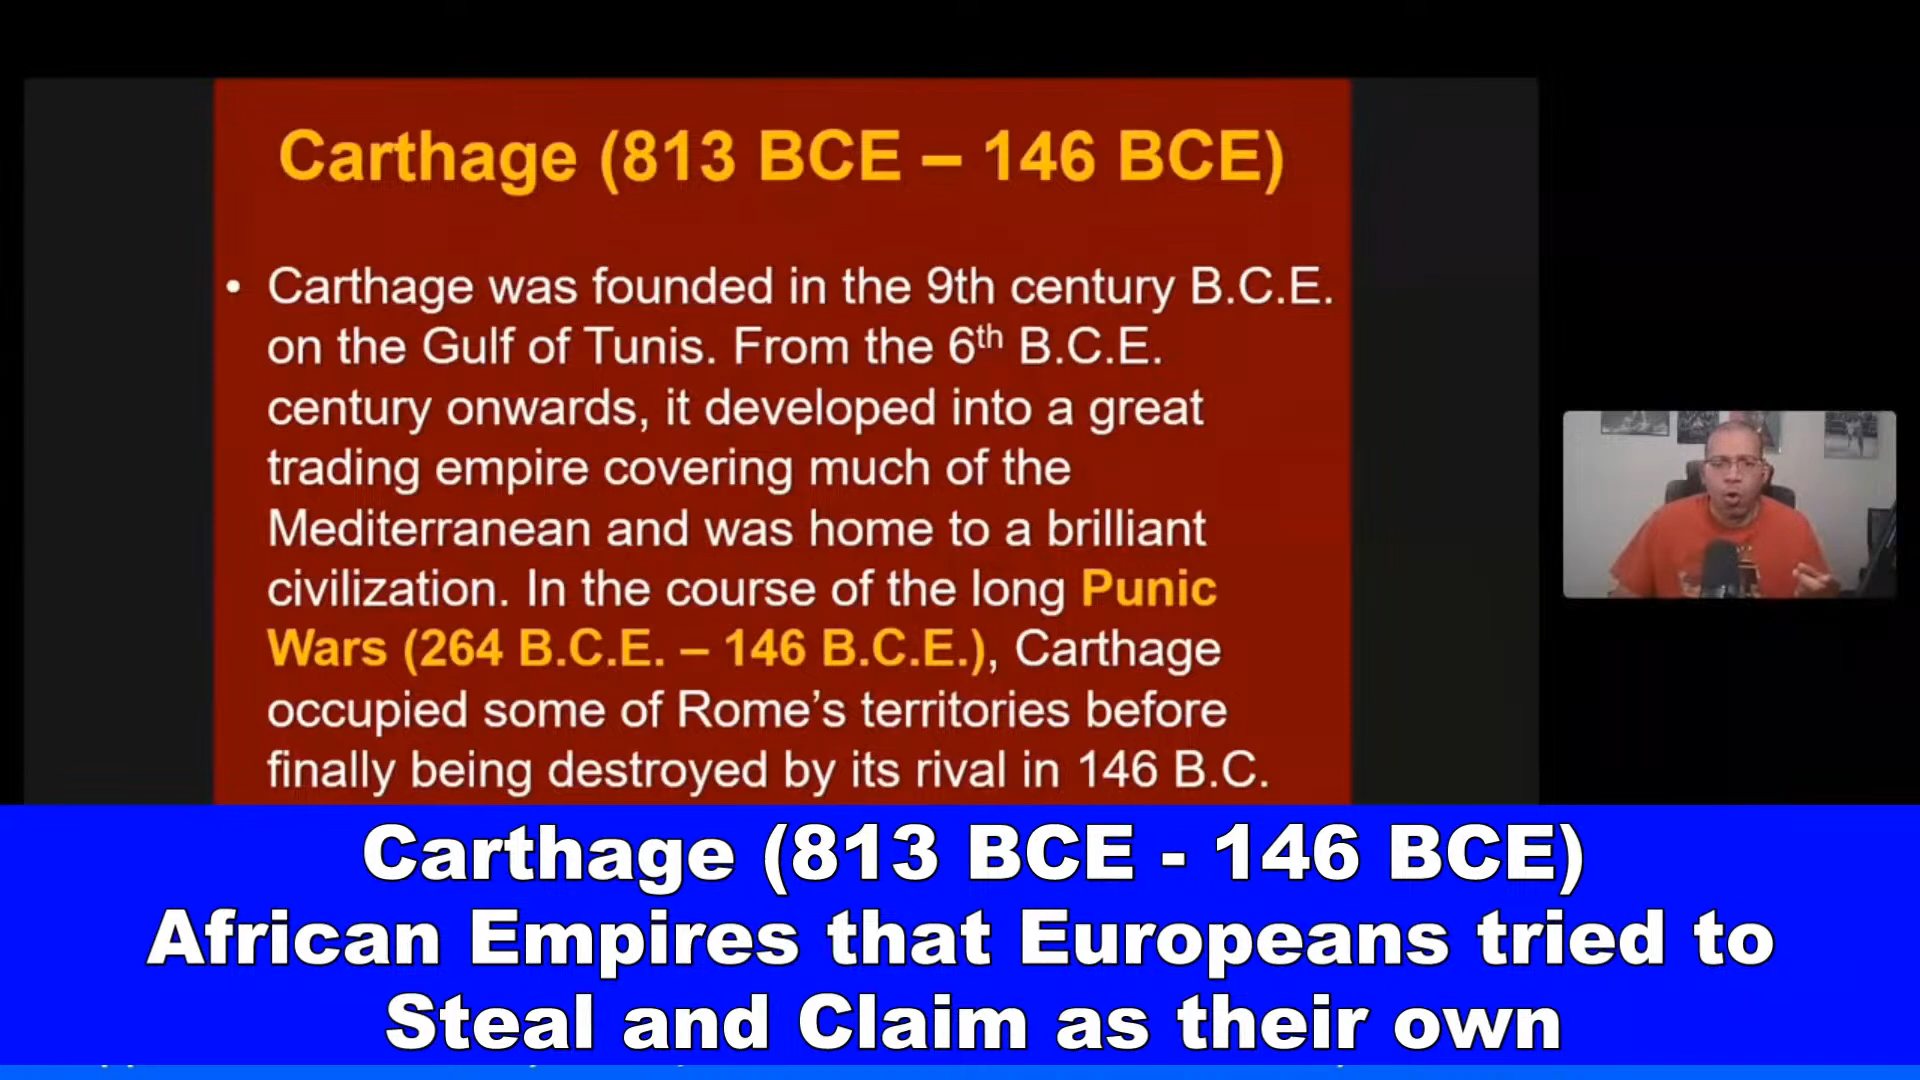 Carthage (813 BCE – 146 BCE)
• Carthage was founded in the 9th century B.C.E.
on the Gulf of Tunis. From the 6th B.C.E.
century onwards, it developed into a great
trading empire covering much of the
Mediterranean and was home to a brilliant
civilization. In the course of the long Punic
Wars (264 B.C.E. – 146 B.C.E.), Carthage
occupied some of Rome’s territories before
finally being destroyed by its rival in 146 B.C.
Carthage (813 BCE - 146 BCE)
African Empires that Europeans tried to
Steal and Claim as their own